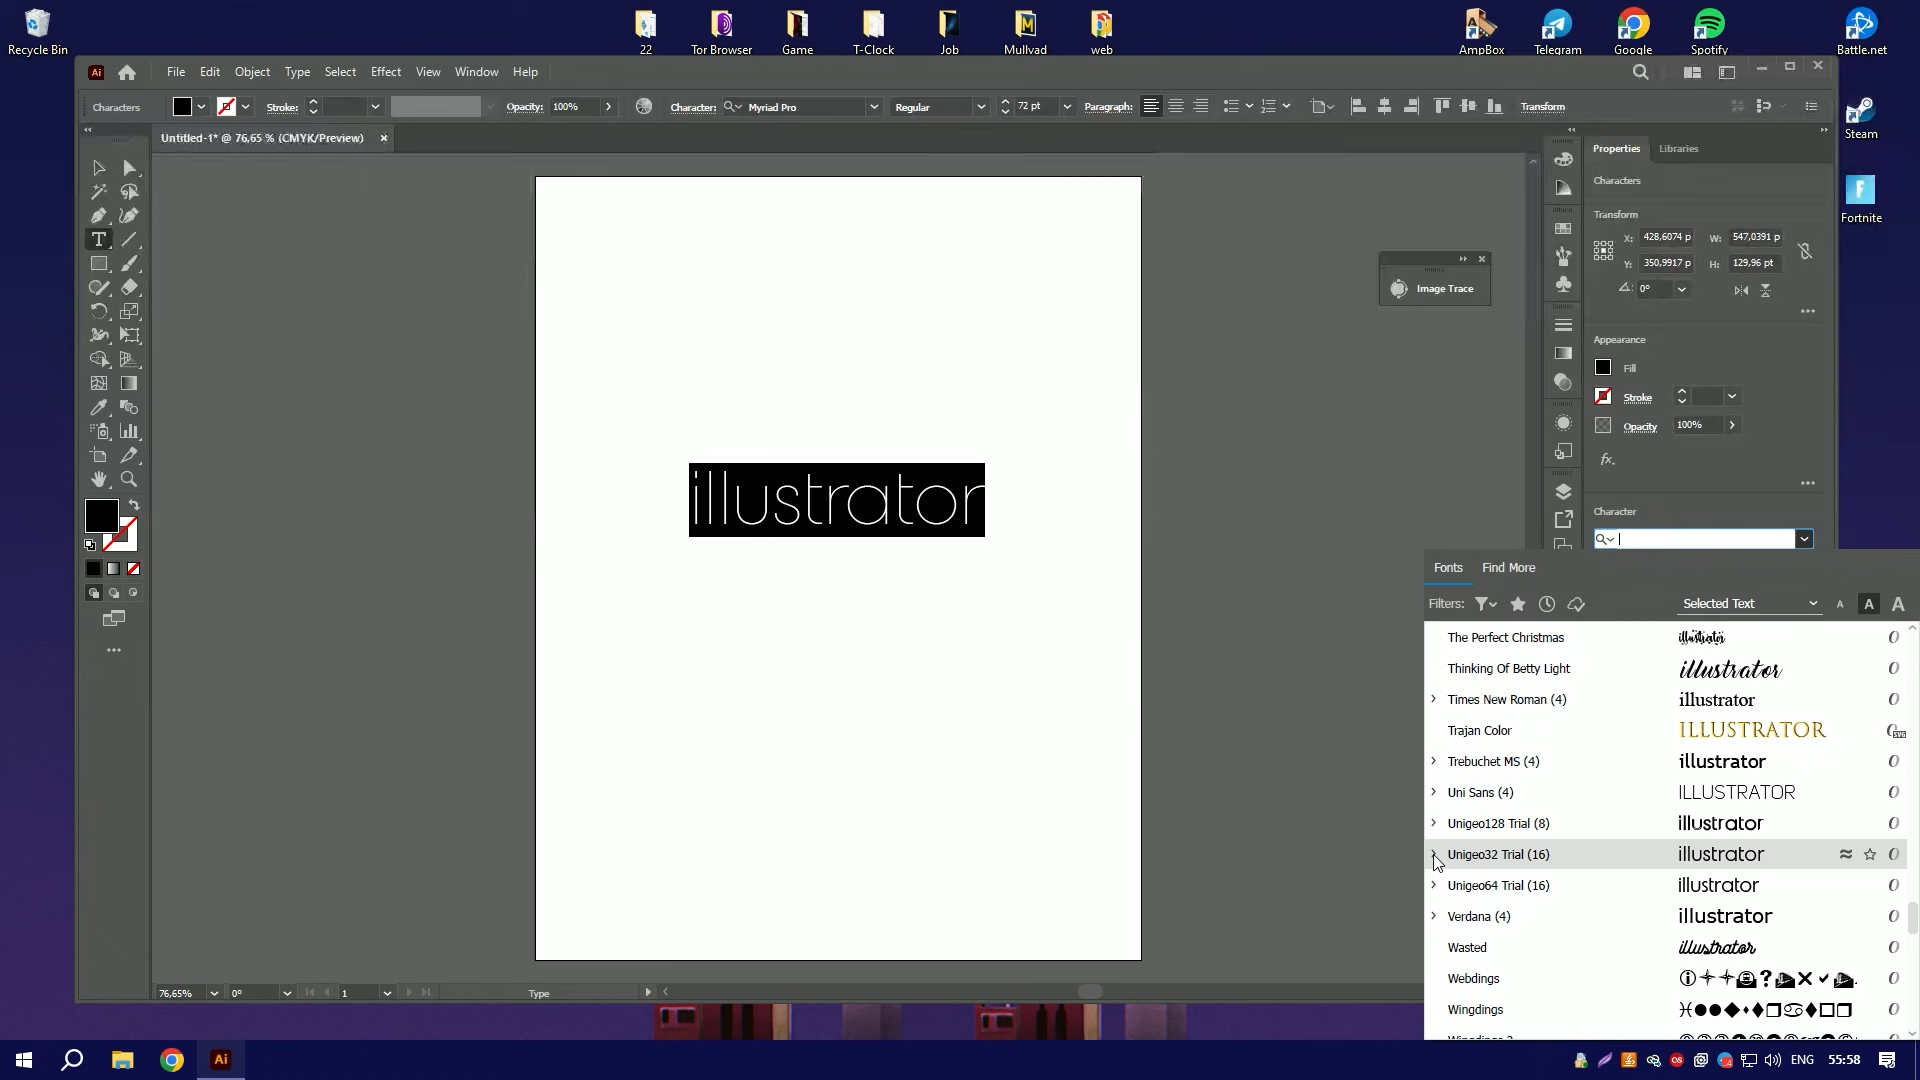 Recycle Bin
22
Tor Browser
Game
T-Clock
Job
Mullvad
web
AmpBox
Telegram
Google
Spotify
Battle.net
Steam
Fortnite
Ai File Edit Object Type Select Effect View Window Help
Characters Stroke: Opacity: 100% Character: Myriad Pro Regular 72 pt Paragraph: Transform
Untitled-1* @ 76,65 % (CMYK/Preview) ×
illustrator
Image Trace
Properties Libraries
Characters
Transform
X: 428,6074 p W: 547,0391 p
Y: 350,9917 p H: 129,96 pt
0°
Appearance
Fill
Stroke
Opacity 100%
fx.
Character
Fonts Find More
Filters: Selected Text A A A
The Perfect Christmas illustrator
Thinking Of Betty Light illustrator
Times New Roman (4) illustrator
Trajan Color ILLUSTRATOR
Trebuchet MS (4) illustrator
Uni Sans (4) ILLUSTRATOR
Unigeo128 Trial (8) illustrator
Unigeo32 Trial (16) illustrator
Unigeo64 Trial (16) illustrator
Verdana (4) illustrator
Wasted illustrator
Webdings
Wingdings
76,65% 0° 1 Type
Ai
ENG 55:58